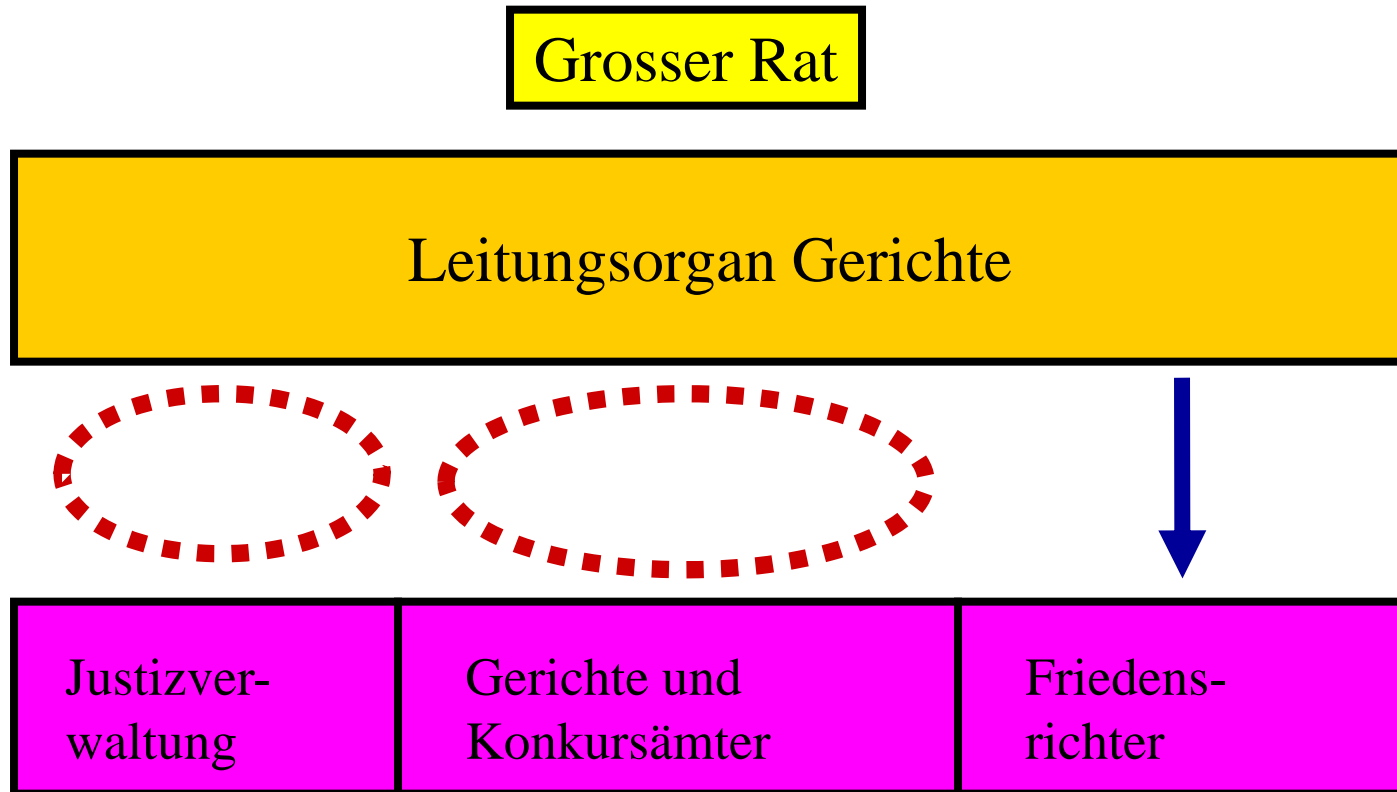 Grosser Rat
Leitungsorgan Gerichte
Justizver-
waltung
Gerichte und
Konkursämter
Friedens-
richter